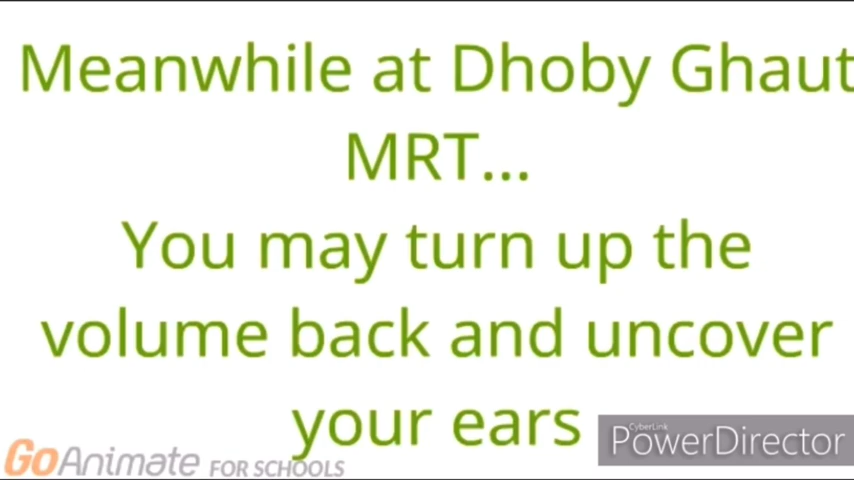 Meanwhile at Dhoby Ghaut
MRT...
You may turn up the
volume back and uncover
your ears
CyberLink
PowerDirector
GoAnimate FOR SCHOOLS